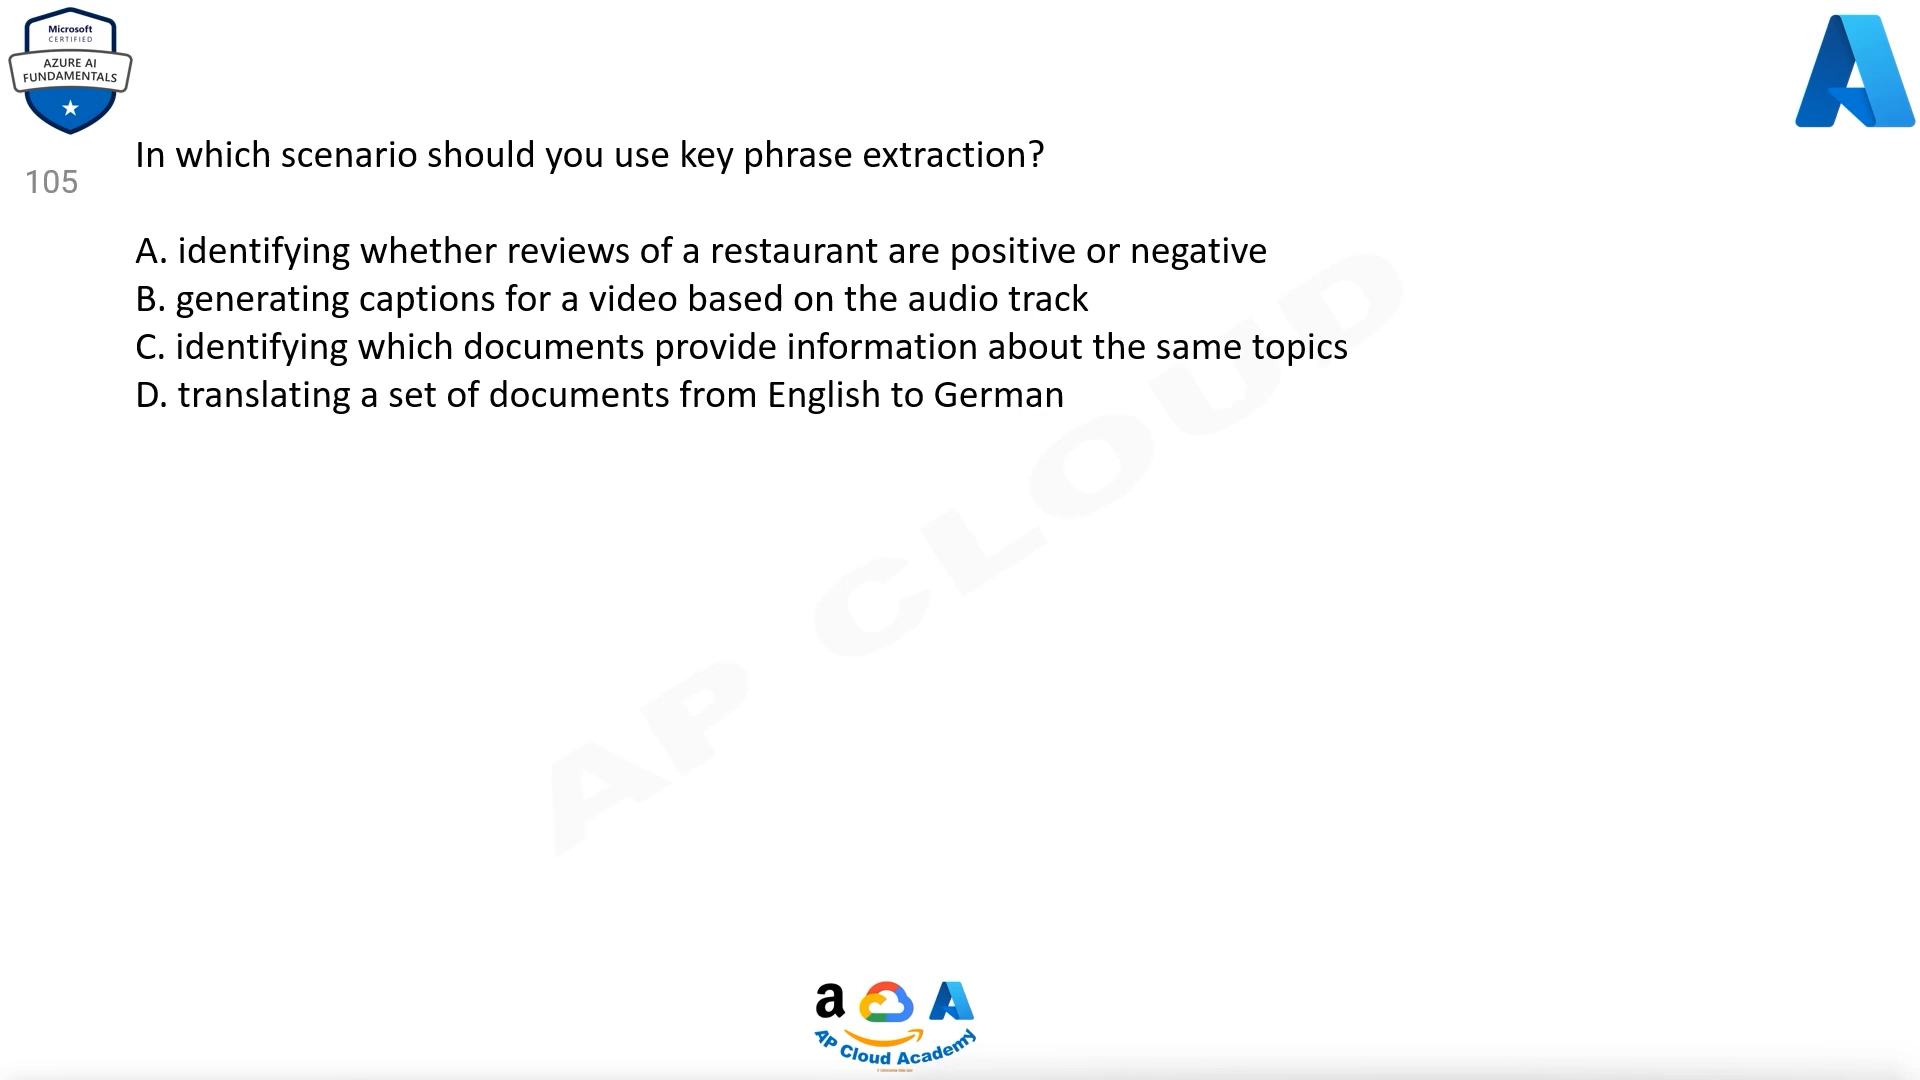 Microsoft
CERTIFIED
AZURE AI
FUNDAMENTALS
In which scenario should you use key phrase extraction?
105
A. identifying whether reviews of a restaurant are positive or negative
B. generating captions for a video based on the audio track
C. identifying which documents provide information about the same topics
D. translating a set of documents from English to German
AP CLOUD
a
AP Cloud Academy